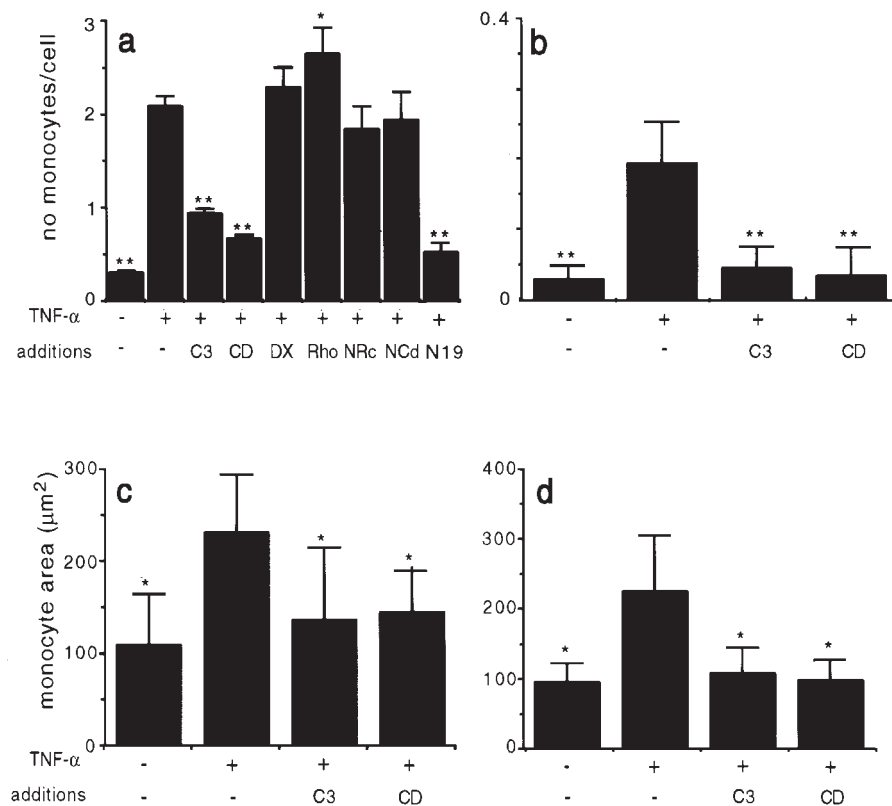 a
no monocytes/cell
3
2
1
0
**
**
**
*
**
TNF-α - + + + + + + + +
additions - - C3 CD DX Rho NRc NCd N19
b
0.4
0
**
**
**
- + + +
- - C3 CD
c
monocyte area (μm²)
300
200
100
0
*
*
*
TNF-α - + + +
additions - - C3 CD
d
400
300
200
100
0
*
*
*
- + + +
- - C3 CD